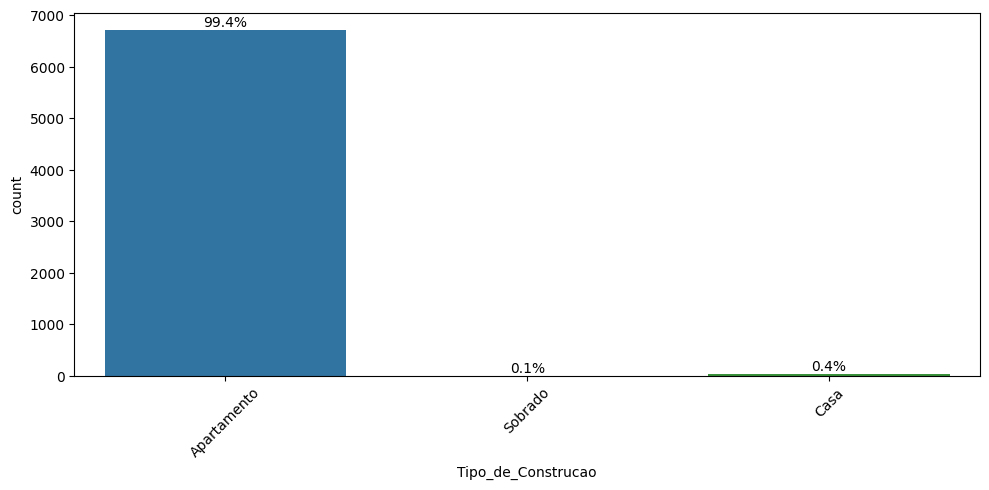 99.4%
0.1%
0.4%
7000
6000
5000
4000
3000
2000
1000
0
count
Apartamento
Sobrado
Casa
Tipo_de_Construcao